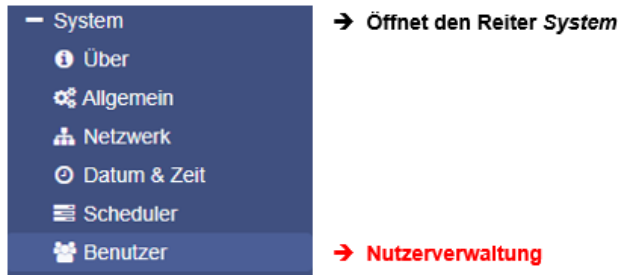 − System → Öffnet den Reiter System
Über
Allgemein
Netzwerk
Datum & Zeit
Scheduler
Benutzer → Nutzerverwaltung